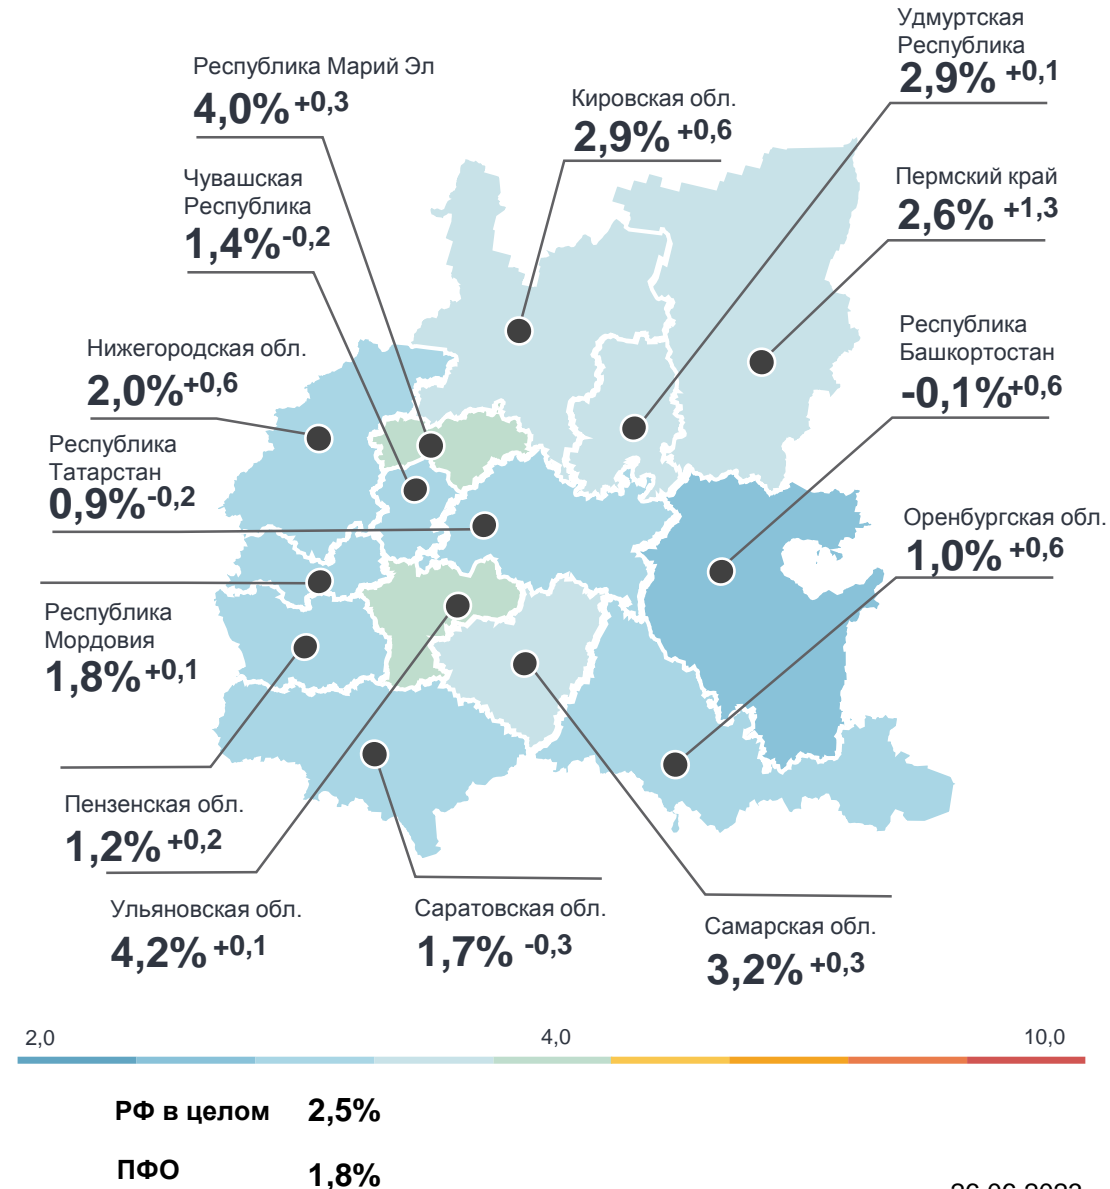 Удмуртская
Республика
2,9% +0,1
Республика Марий Эл
4,0% +0,3
Кировская обл.
2,9% +0,6
Чувашская
Республика
1,4% -0,2
Пермский край
2,6% +1,3
Республика
Башкортостан
-0,1% +0,6
Нижегородская обл.
2,0% +0,6
Республика
Татарстан
0,9% -0,2
Оренбургская обл.
1,0% +0,6
Республика
Мордовия
1,8% +0,1
Пензенская обл.
1,2% +0,2
Ульяновская обл.
4,2% +0,1
Саратовская обл.
1,7% -0,3
Самарская обл.
3,2% +0,3
2,0 4,0 10,0
РФ в целом 2,5%
ПФО 1,8%